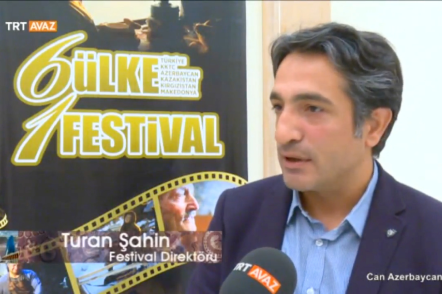 TRT AVAZ
6 ÜLKE
TÜRKİYE
KKTC
AZERBAYCAN
KAZAKİSTAN
KIRGIZİSTAN
MAKEDONYA
1 FESTİVAL
Turan Şahin
Festival Direktörü
TRT AVAZ
Can Azerbaycan